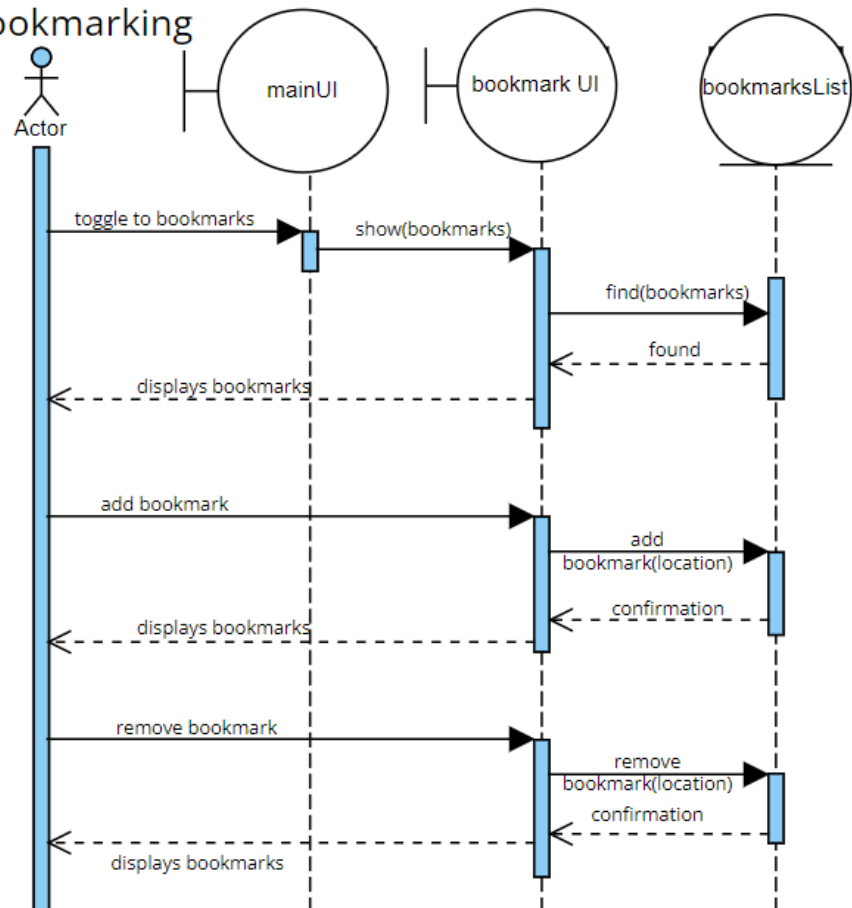 ookmarking
Actor
mainUI
bookmark UI
bookmarksList
toggle to bookmarks
show(bookmarks)
find(bookmarks)
found
displays bookmarks
add bookmark
add
bookmark(location)
confirmation
displays bookmarks
remove bookmark
remove
bookmark(location)
confirmation
displays bookmarks